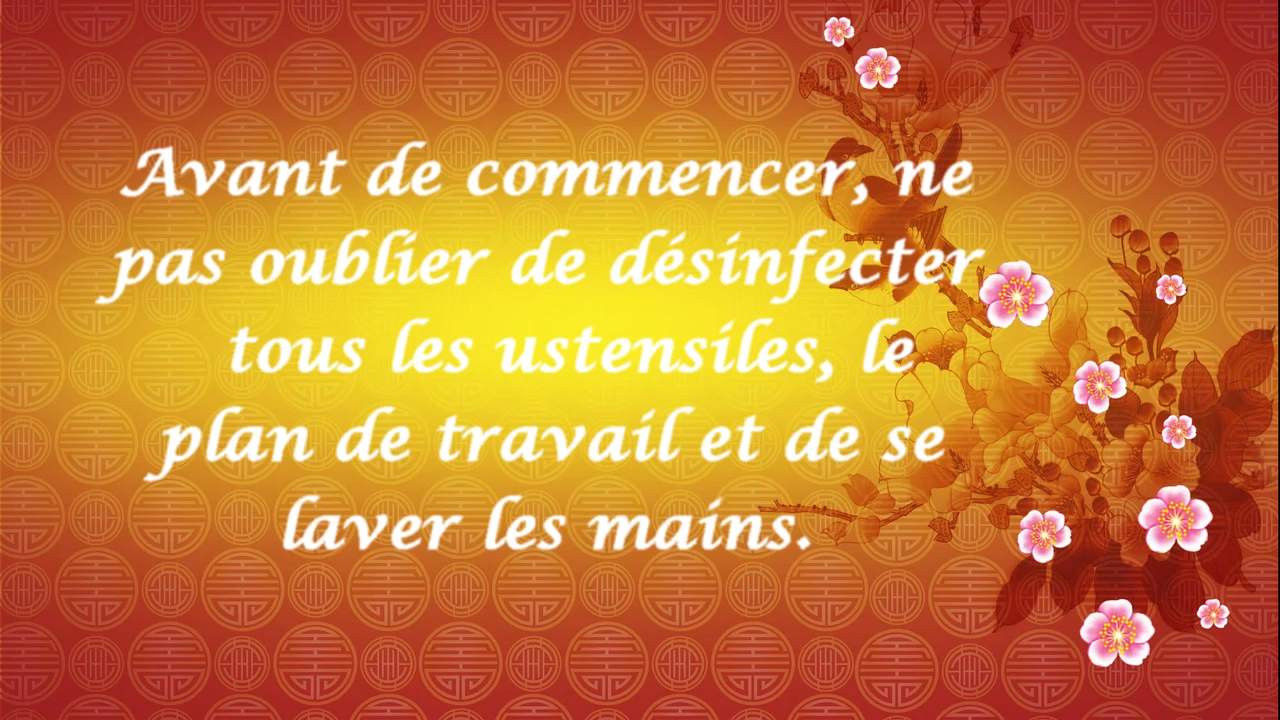 Avant de commencer, ne
pas oublier de désinfecter
tous les ustensiles, le
plan de travail et de se
laver les mains.